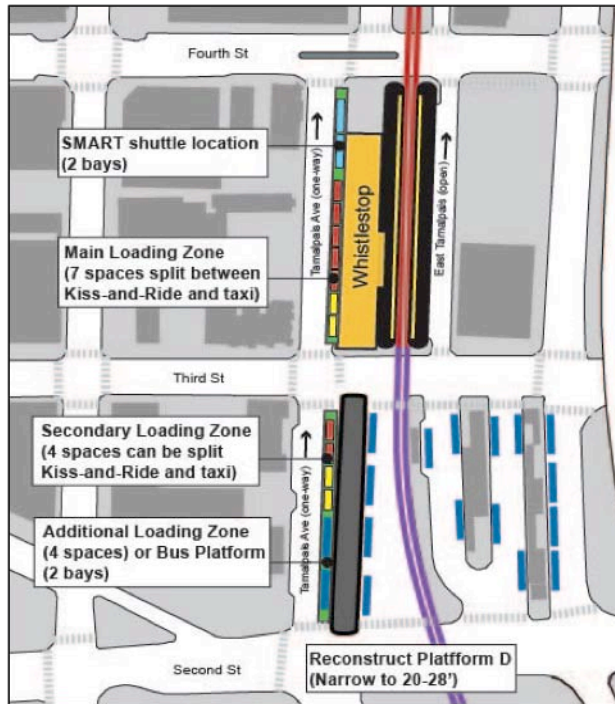 Fourth St
SMART shuttle location
(2 bays)
Tamalpais Ave (one-way)
Whistlestop
East Tamalpais (open)
Main Loading Zone
(7 spaces split between
Kiss-and-Ride and taxi)
Third St
Secondary Loading Zone
(4 spaces can be split
Kiss-and-Ride and taxi)
Tamalpais Ave (one-way)
Additional Loading Zone
(4 spaces) or Bus Platform
(2 bays)
Second St
Reconstruct Platfform D
(Narrow to 20-28')